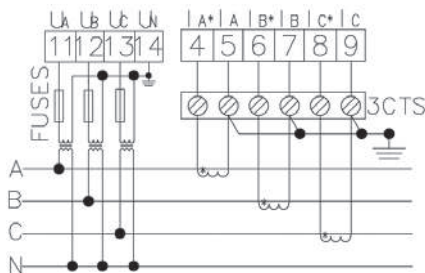 UA UB UC UN
11 12 13 14
IA* IA IB* IB IC* IC
4 5 6 7 8 9
FUSES
3CTS
A
B
C
N